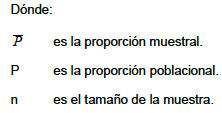 Dónde:
P̅ es la proporción muestral.
P es la proporción poblacional.
n es el tamaño de la muestra.